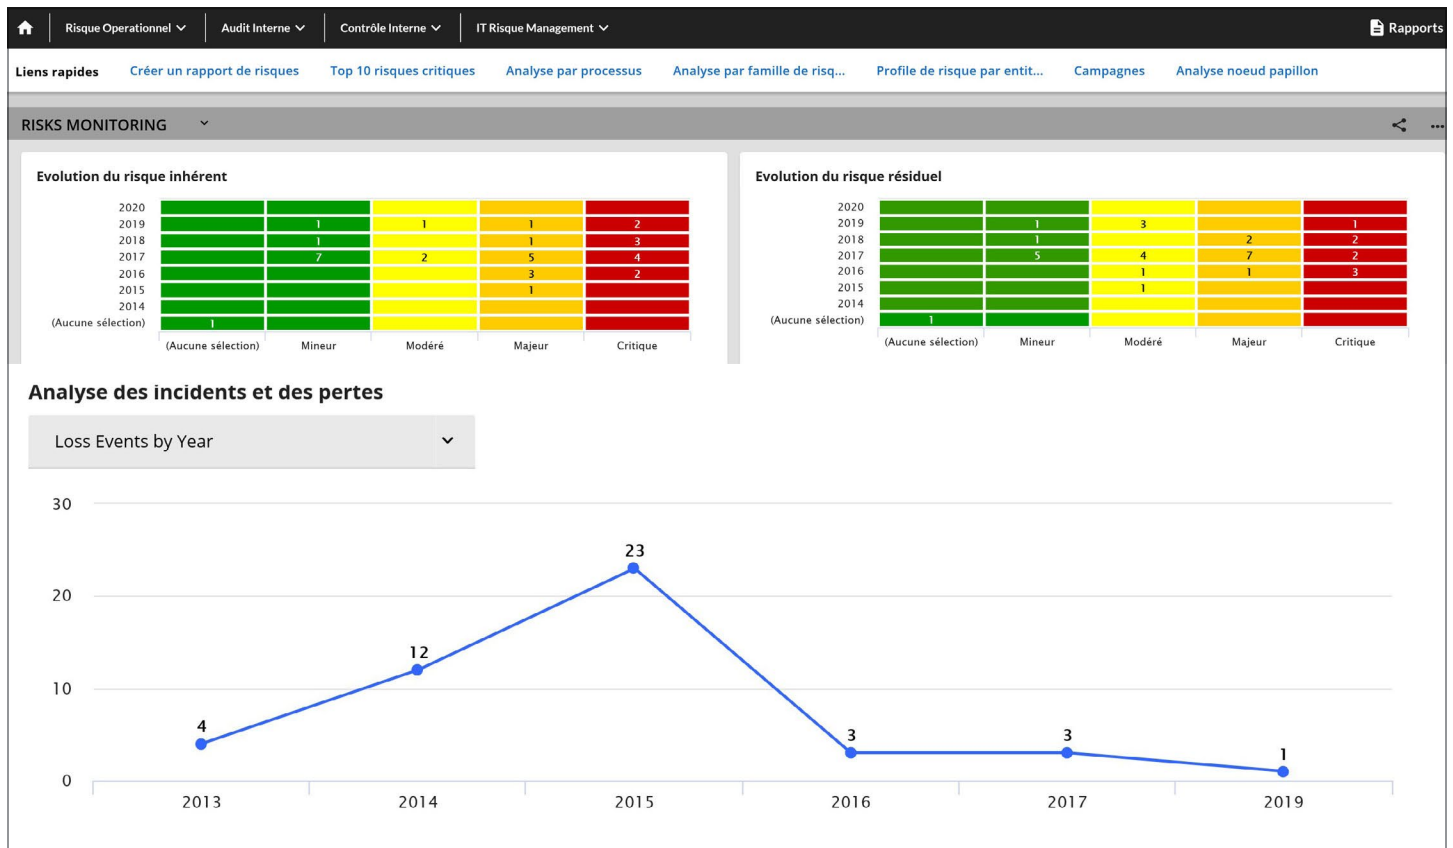 Risque Operationnel Audit Interne Contrôle Interne IT Risque Management Rapports
Liens rapides Créer un rapport de risques Top 10 risques critiques Analyse par processus Analyse par famille de risq... Profile de risque par entit... Campagnes Analyse noeud papillon
RISKS MONITORING
Evolution du risque inhérent
2020
2019 1 1 1 2
2018 1 1 3
2017 7 2 5 4
2016 3 2
2015 1
2014
(Aucune sélection) 1
(Aucune sélection) Mineur Modéré Majeur Critique
Evolution du risque résiduel
2020
2019 1 3 1
2018 1 2 2
2017 5 4 7 2
2016 1 1 3
2015 1
2014
(Aucune sélection) 1
(Aucune sélection) Mineur Modéré Majeur Critique
Analyse des incidents et des pertes
Loss Events by Year
30
23
20
12
10
4
3
3
1
0
2013 2014 2015 2016 2017 2019